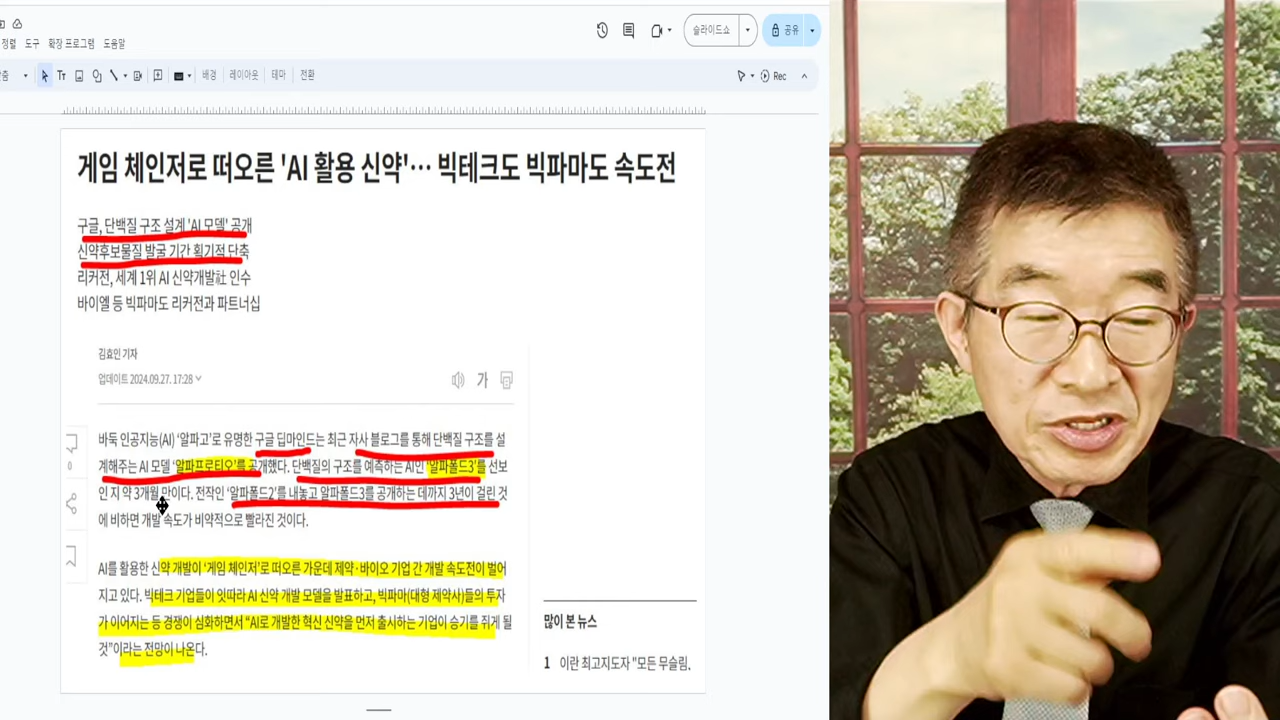 정렬 도구 확장 프로그램 도움말
슬라이드쇼
공유
배경 레이아웃 테마 전환
Rec
게임 체인저로 떠오른 'AI 활용 신약'… 빅테크도 빅파마도 속도전
구글, 단백질 구조 설계 'AI 모델' 공개
신약후보물질 발굴 기간 획기적 단축
리커전, 세계 1위 AI 신약개발社 인수
바이엘 등 빅파마도 리커전과 파트너십
김효인 기자
업데이트 2024.09.27. 17:28
가
바둑 인공지능(AI) ‘알파고’로 유명한 구글 딥마인드는 최근 자사 블로그를 통해 단백질 구조를 설
계해주는 AI 모델 ‘알파프로티오’를 공개했다. 단백질의 구조를 예측하는 AI인 ‘알파폴드3’를 선보
인 지 약 3개월 만이다. 전작인 ‘알파폴드2’를 내놓고 알파폴드3를 공개하는 데까지 3년이 걸린 것
에 비하면 개발 속도가 비약적으로 빨라진 것이다.
0
AI를 활용한 신약 개발이 ‘게임 체인저’로 떠오른 가운데 제약·바이오 기업 간 개발 속도전이 벌어
지고 있다. 빅테크 기업들이 잇따라 AI 신약 개발 모델을 발표하고, 빅파마(대형 제약사)들의 투자
가 이어지는 등 경쟁이 심화하면서 “AI로 개발한 혁신 신약을 먼저 출시하는 기업이 승기를 쥐게 될
것”이라는 전망이 나온다.
많이 본 뉴스
1 이란 최고지도자 "모든 무슬림,